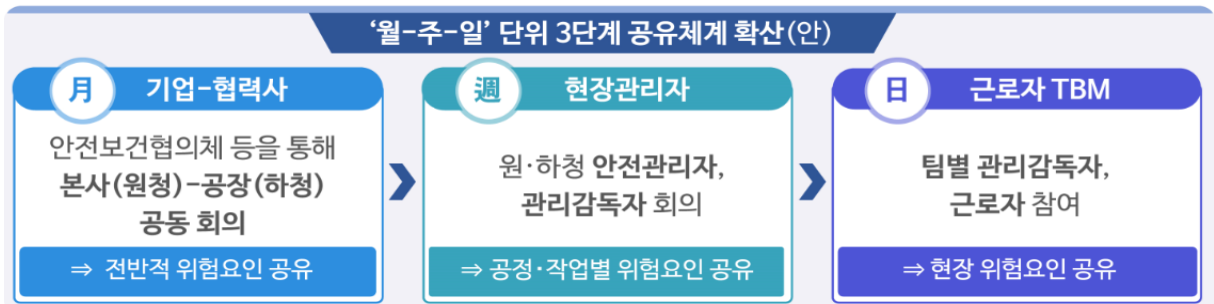 ‘월-주-일’ 단위 3단계 공유체계 확산(안)
月 기업-협력사
안전보건협의체 등을 통해
본사(원청)-공장(하청)
공동 회의
⇒ 전반적 위험요인 공유
週 현장관리자
원·하청 안전관리자,
관리감독자 회의
⇒ 공정·작업별 위험요인 공유
日 근로자 TBM
팀별 관리감독자,
근로자 참여
⇒ 현장 위험요인 공유